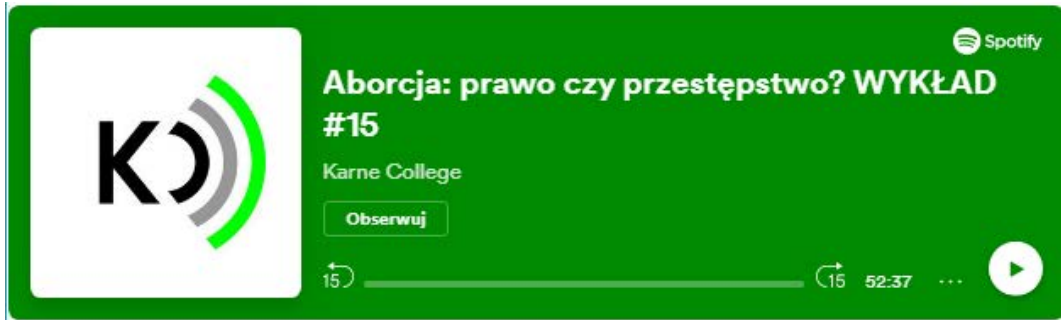 Spotify
Aborcja: prawo czy przestępstwo? WYKŁAD
#15
Karne College
Obserwuj
15 15 52:37 ...